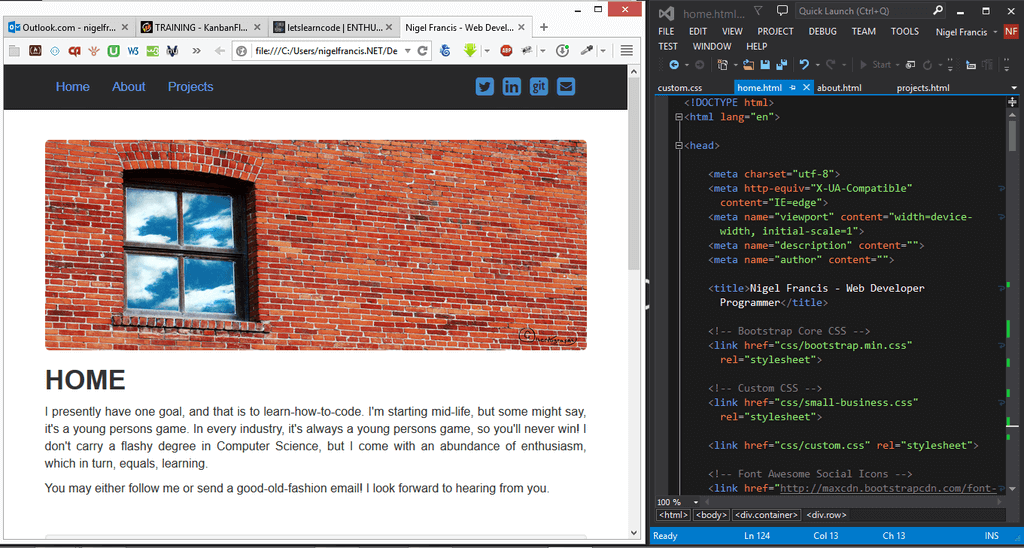 Outlook.com - nigelfr...
TRAINING - KanbanFl...
letslearncode | ENTHU...
Nigel Francis - Web Devel...
file:///C:/Users/nigelfrancis.NET/De
Home About Projects
git
HOME
I presently have one goal, and that is to learn-how-to-code. I'm starting mid-life, but some might say,
it's a young persons game. In every industry, it's always a young persons game, so you'll never win! I
don't carry a flashy degree in Computer Science, but I come with an abundance of enthusiasm,
which in turn, equals, learning.
You may either follow me or send a good-old-fashion email! I look forward to hearing from you.
home.html...
Quick Launch (Ctrl+Q)
FILE EDIT VIEW PROJECT DEBUG TEAM TOOLS Nigel Francis NF
TEST WINDOW HELP
Start
custom.css home.html about.html projects.html
<!DOCTYPE html>
<html lang="en">
<head>
<meta charset="utf-8">
<meta http-equiv="X-UA-Compatible"
content="IE=edge">
<meta name="viewport" content="width=device-
width, initial-scale=1">
<meta name="description" content="">
<meta name="author" content="">
<title>Nigel Francis - Web Developer
Programmer</title>
<!-- Bootstrap Core CSS -->
<link href="css/bootstrap.min.css"
rel="stylesheet">
<!-- Custom CSS -->
<link href="css/small-business.css"
rel="stylesheet">
<link href="css/custom.css" rel="stylesheet">
<!-- Font Awesome Social Icons -->
<link href="http://maxcdn.bootstrapcdn.com/font-
100 %
<html> <body> <div.container> <div.row>
Ready Ln 124 Col 13 Ch 13 INS